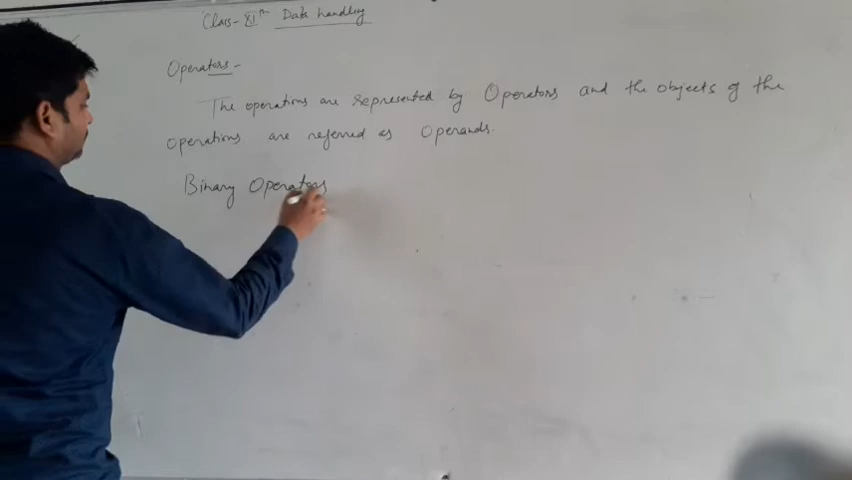 Class- XIth Data handling
Operators -
The operations are represented by Operators and the objects of the
operations are referred as Operands.
Binary Operators